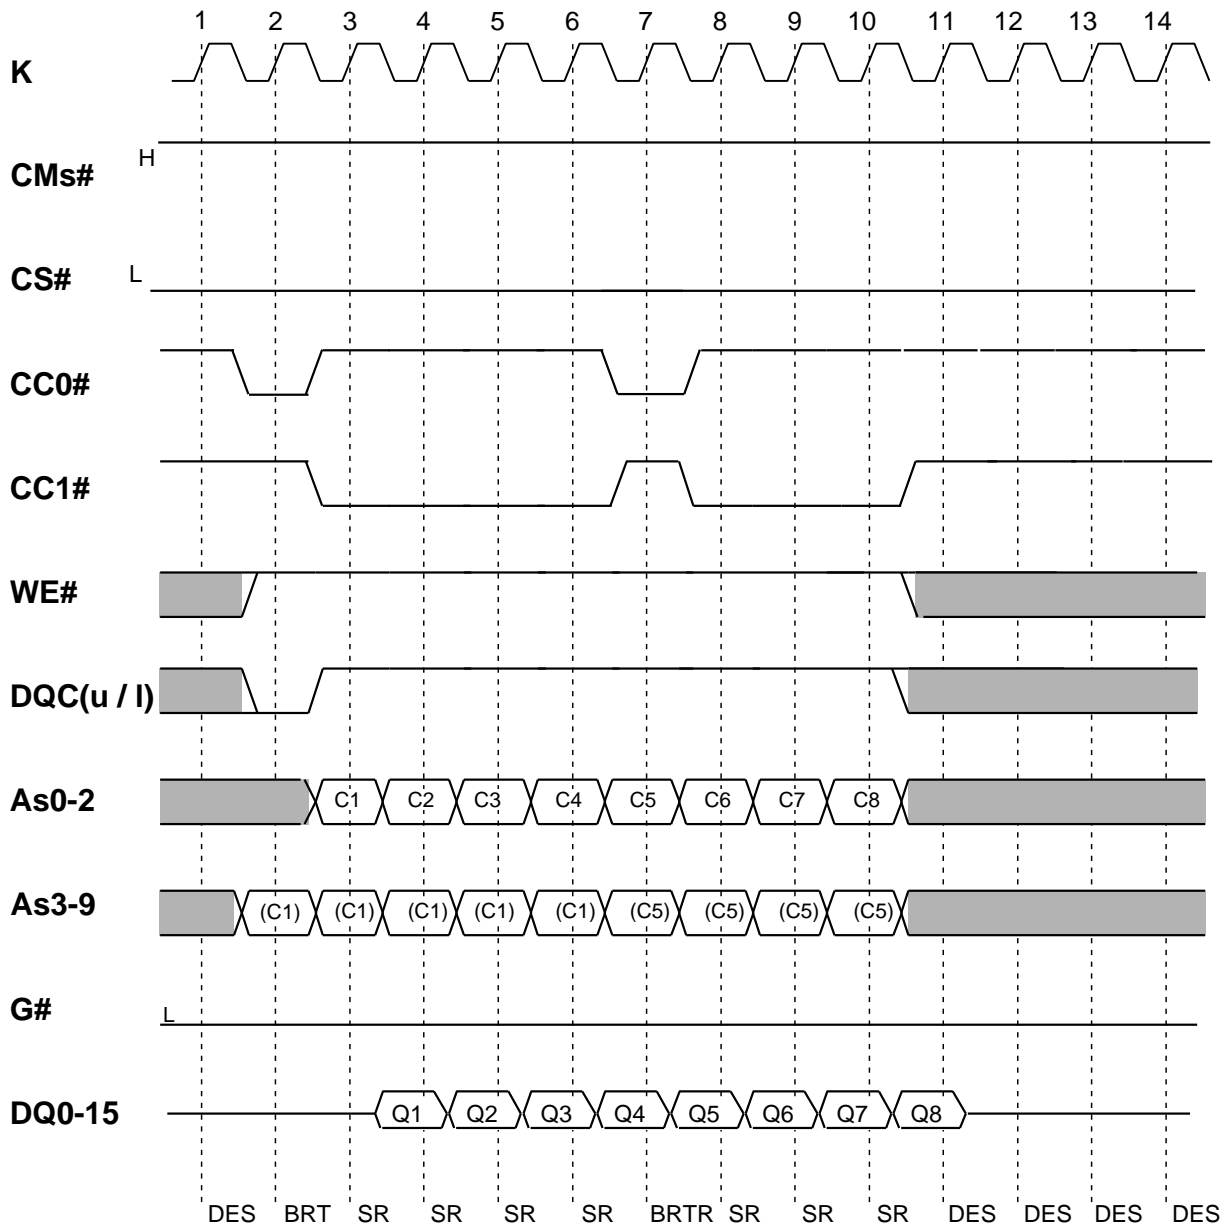 1 2 3 4 5 6 7 8 9 10 11 12 13 14
K
H
CMs#
CS# L
CC0#
CC1#
WE#
DQC(u / l)
As0-2 C1 C2 C3 C4 C5 C6 C7 C8
As3-9 (C1) (C1) (C1) (C1) (C1) (C5) (C5) (C5) (C5)
G# L
DQ0-15 Q1 Q2 Q3 Q4 Q5 Q6 Q7 Q8
DES BRT SR SR SR SR BRTR SR SR SR DES DES DES DES